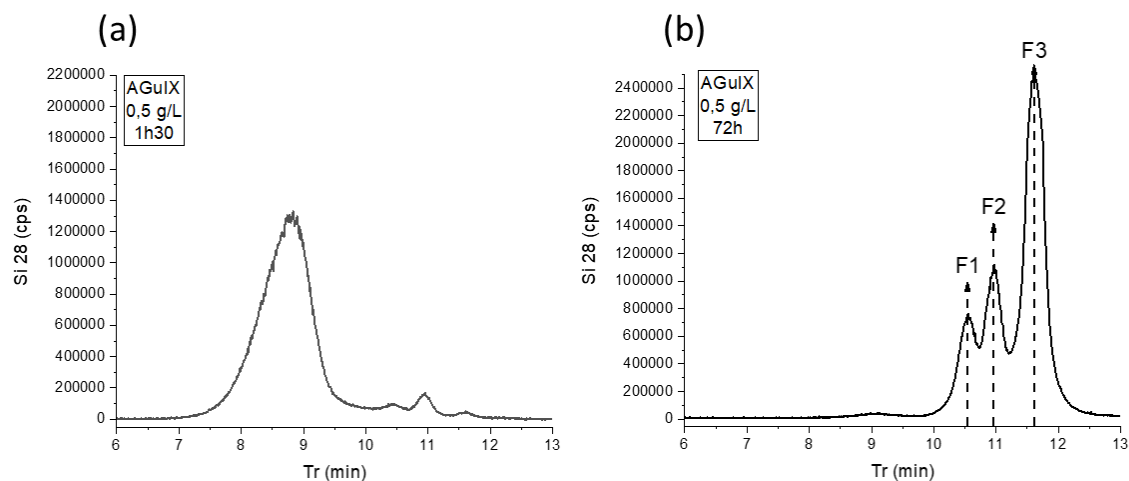 (a)
2200000
2000000
1800000
1600000
1400000
1200000
1000000
800000
600000
400000
200000
0
Si 28 (cps)
AGuIX
0,5 g/L
1h30
6 7 8 9 10 11 12 13
Tr (min)
(b)
2400000
2200000
2000000
1800000
1600000
1400000
1200000
1000000
800000
600000
400000
200000
0
Si 28 (cps)
AGuIX
0,5 g/L
72h
F1
F2
F3
6 7 8 9 10 11 12 13
Tr (min)